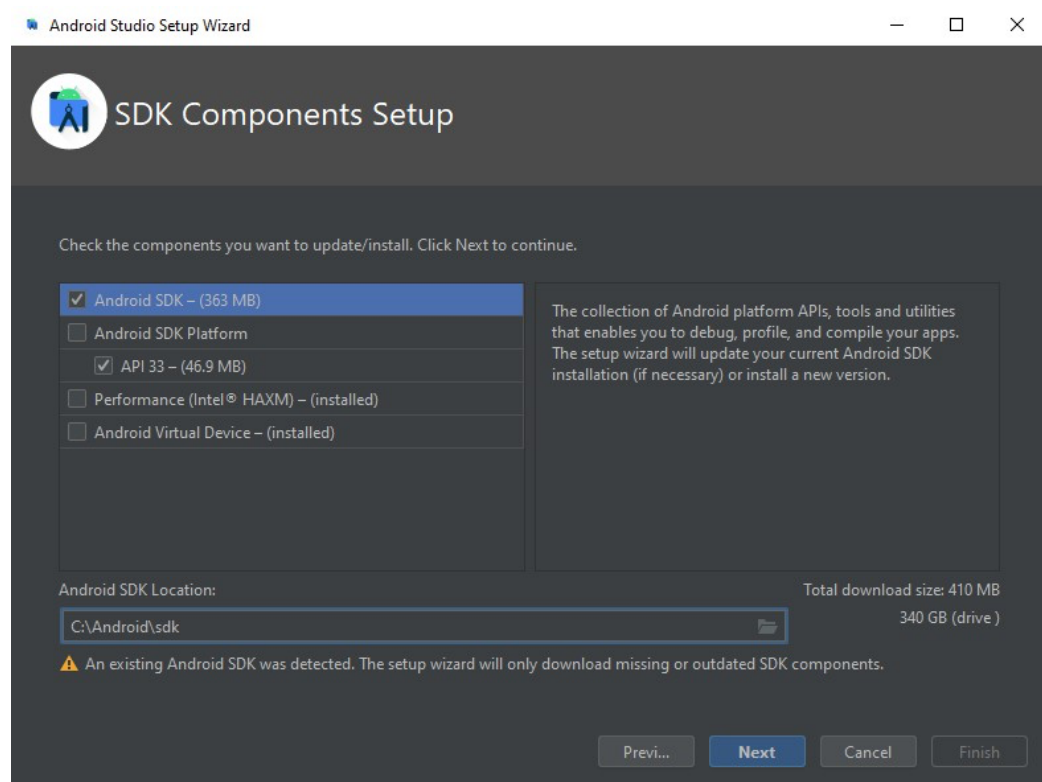 Android Studio Setup Wizard
SDK Components Setup
Check the components you want to update/install. Click Next to continue.
Android SDK – (363 MB)
Android SDK Platform
API 33 – (46.9 MB)
Performance (Intel® HAXM) – (installed)
Android Virtual Device – (installed)
The collection of Android platform APIs, tools and utilities
that enables you to debug, profile, and compile your apps.
The setup wizard will update your current Android SDK
installation (if necessary) or install a new version.
Android SDK Location:
Total download size: 410 MB
C:\Android\sdk
340 GB (drive )
An existing Android SDK was detected. The setup wizard will only download missing or outdated SDK components.
Previ... Next Cancel Finish